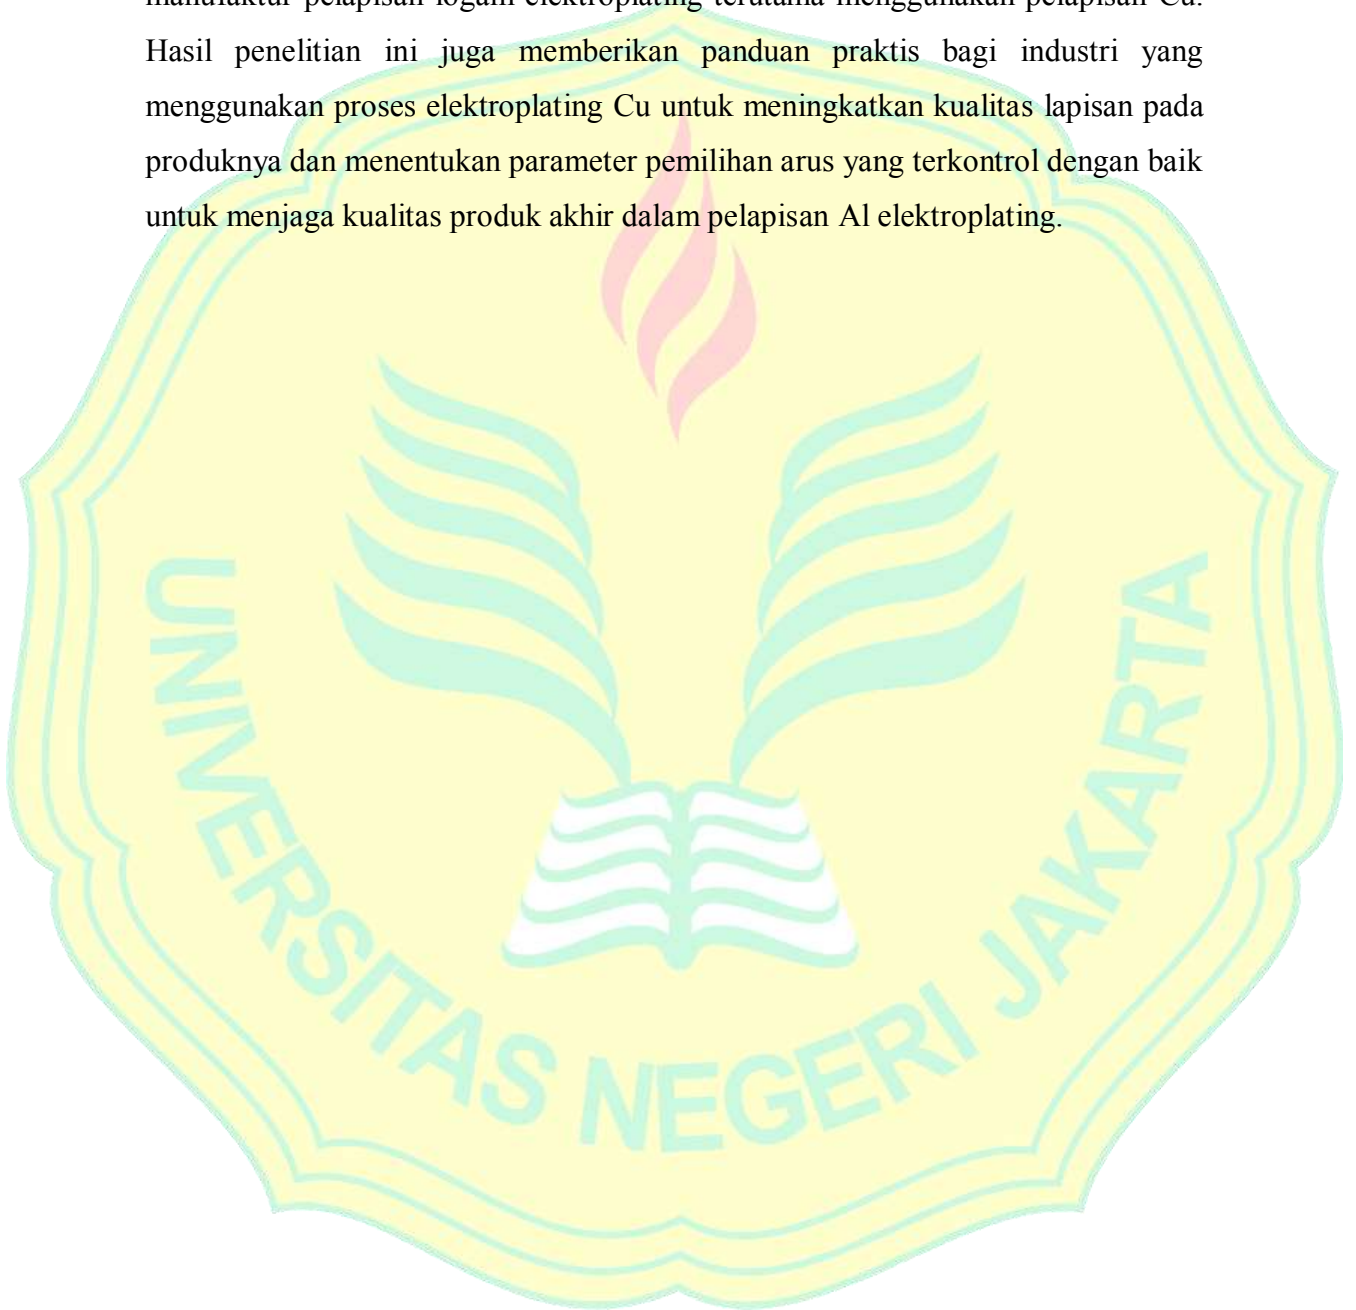 manufaktur pelapisan logam elektroplating terutama menggunakan pelapisan Cu.
Hasil penelitian ini juga memberikan panduan praktis bagi industri yang
menggunakan proses elektroplating Cu untuk meningkatkan kualitas lapisan pada
produknya dan menentukan parameter pemilihan arus yang terkontrol dengan baik
untuk menjaga kualitas produk akhir dalam pelapisan Al elektroplating.
UNIVERSITAS NEGERI JAKARTA